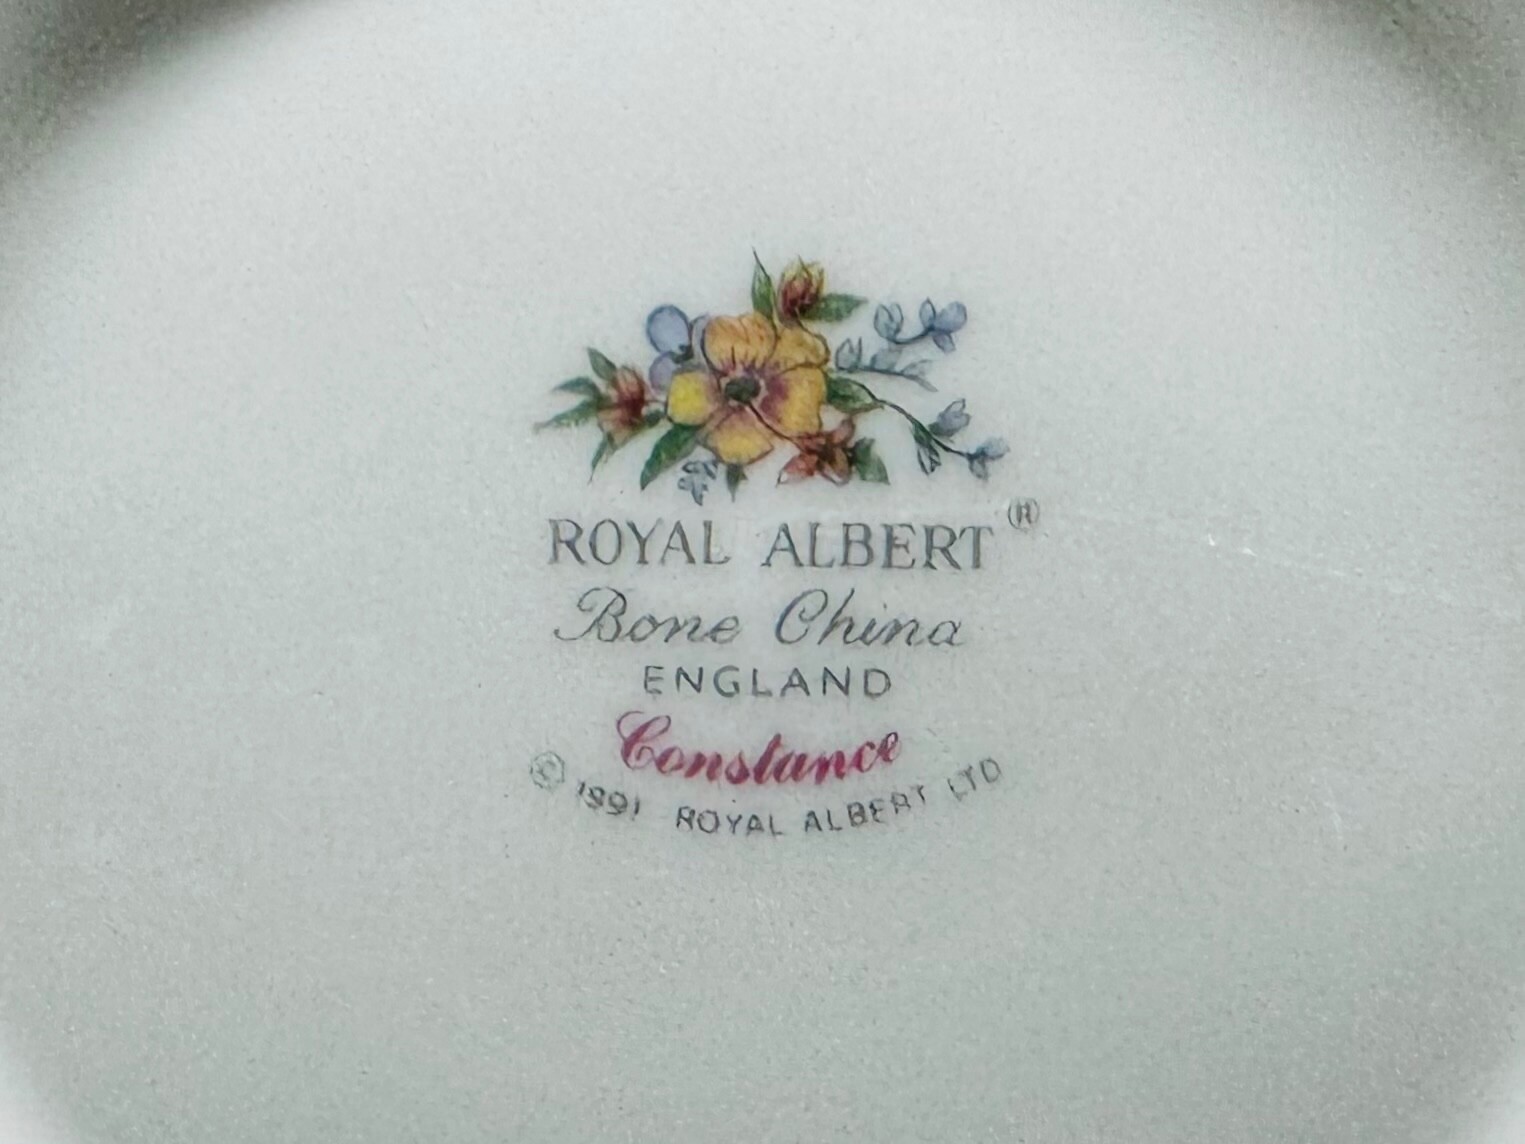 ROYAL ALBERT ®
Bone China
ENGLAND
Constance
© 1991 ROYAL ALBERT LTD